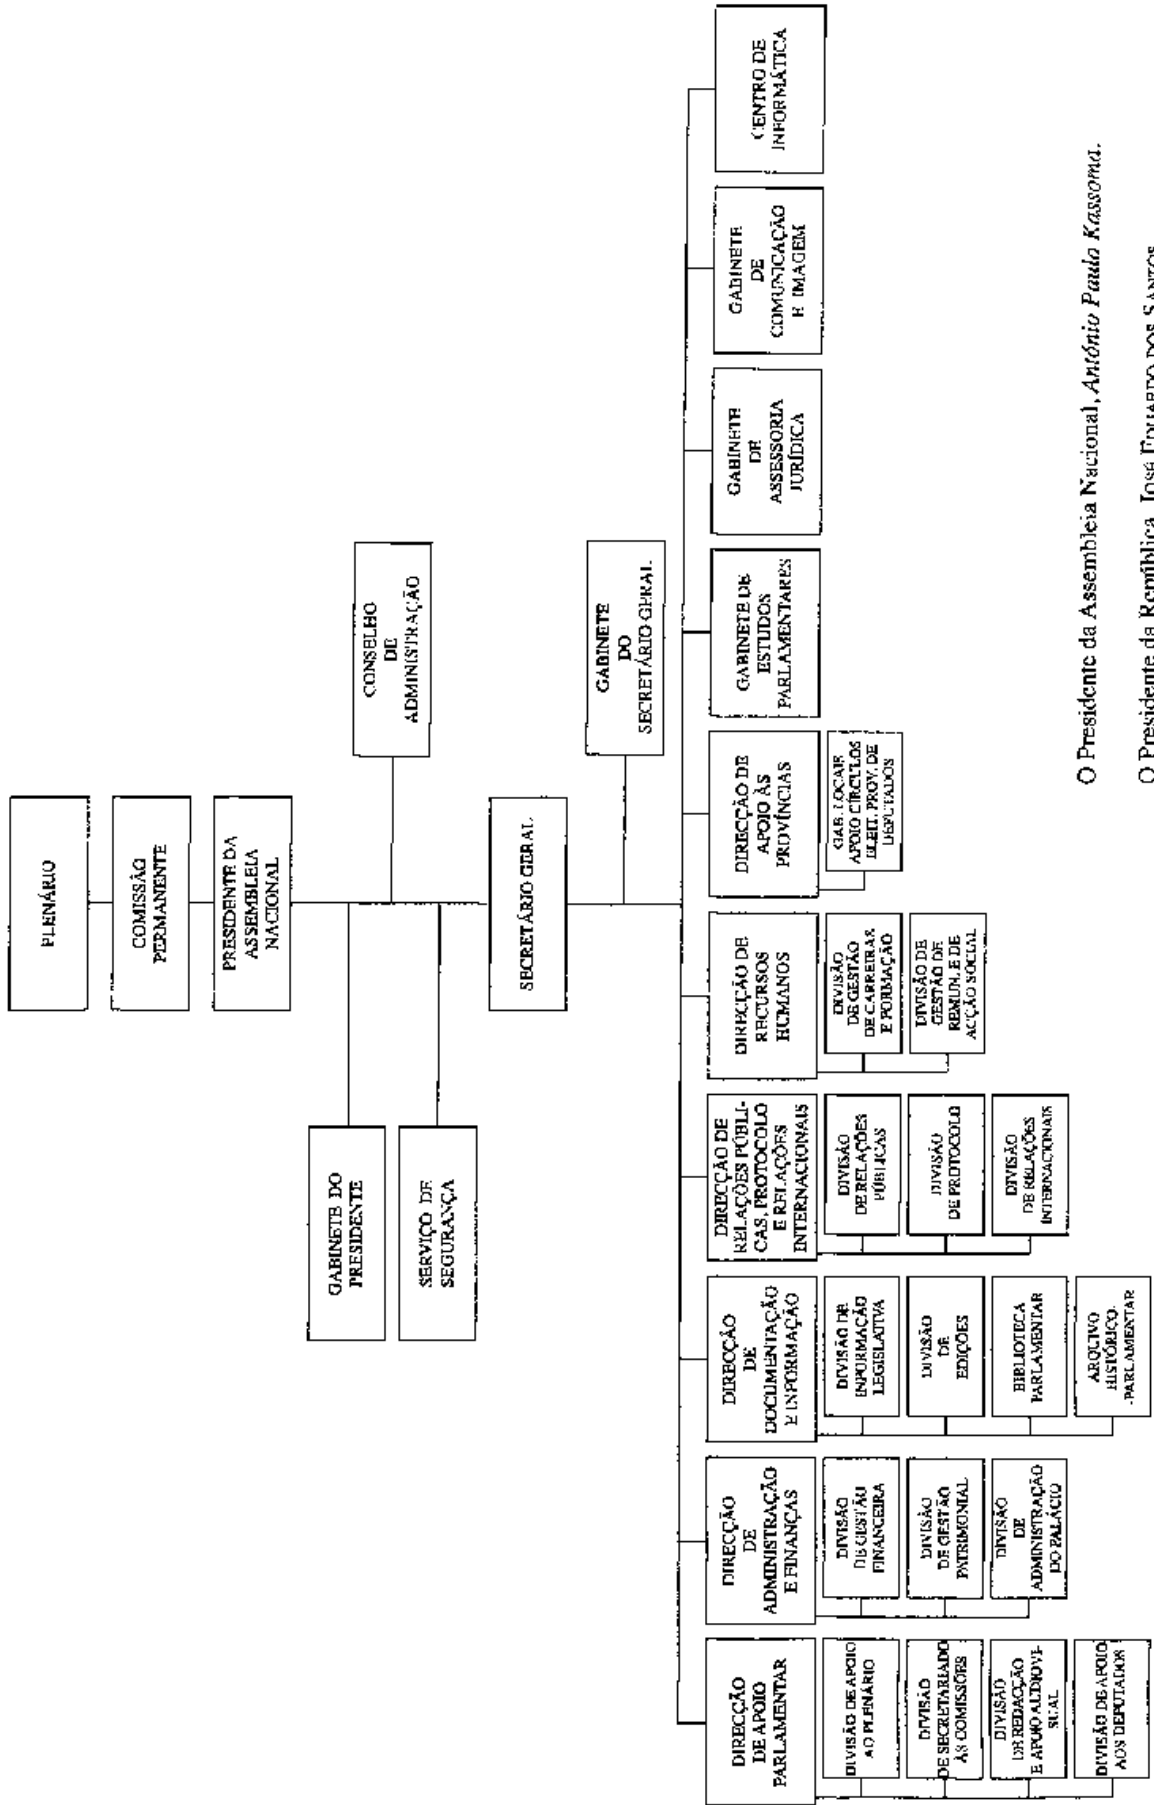 PLENÁRIO
COMISSÃO
PERMANENTE
PRESIDENTE DA
ASSEMBLEIA
NACIONAL
CONSELHO
DE
ADMINISTRAÇÃO
GABINETE DO
PRESIDENTE
SERVIÇO DE
SEGURANÇA
SECRETÁRIO GERAL
GABINETE
DO
SECRETÁRIO-GERAL
DIRECÇÃO
DE APOIO
PARLAMENTAR
DIVISÃO DE APOIO
AO PLENÁRIO
DIVISÃO
DE SECRETARIADO
ÀS COMISSÕES
DIVISÃO
DE REDACÇÃO
E APOIO AUDIOVI-
SUAL
DIVISÃO DE APOIO
AOS DEPUTADOS
DIRECÇÃO
DE
ADMINISTRAÇÃO
E FINANÇAS
DIVISÃO
DE GESTÃO
FINANCEIRA
DIVISÃO
DE GESTÃO
PATRIMONIAL
DIVISÃO
DE
ADMINISTRAÇÃO
DO PALÁCIO
DIRECÇÃO
DE
DOCUMENTAÇÃO
E INFORMAÇÃO
DIVISÃO DE
INFORMAÇÃO
LEGISLATIVA
DIVISÃO
DE
EDIÇÕES
BIBLIOTECA
PARLAMENTAR
ARQUIVO
HISTÓRICO-
-PARLAMENTAR
DIRECÇÃO DE
RELAÇÕES PÚBLI-
CAS, PROTOCOLO
E RELAÇÕES
INTERNACIONAIS
DIVISÃO
DE RELAÇÕES
PÚBLICAS
DIVISÃO
DE PROTOCOLO
DIVISÃO
DE RELAÇÕES
INTERNACIONAIS
DIRECÇÃO DE
RECURSOS
HUMANOS
DIVISÃO
DE GESTÃO
DE CARREIRAS
E FORMAÇÃO
DIVISÃO DE
GESTÃO DE
REMUN. E DE
ACÇÃO SOCIAL
DIRECÇÃO DE
APOIO ÀS
PROVÍNCIAS
GAB. LOCAIS
APOIO CÍRCULOS
ELEIT. PROV. DE
DEPUTADOS
GABINETE DE
ESTUDOS
PARLAMENTARES
GABINETE
DE
ASSESSORIA
JURÍDICA
GABINETE
DE
COMUNICAÇÃO
E IMAGEM
CENTRO DE
INFORMÁTICA
O Presidente da Assembleia Nacional, António Paulo Kassoma.
O Presidente da República, JOSÉ EDUARDO DOS SANTOS